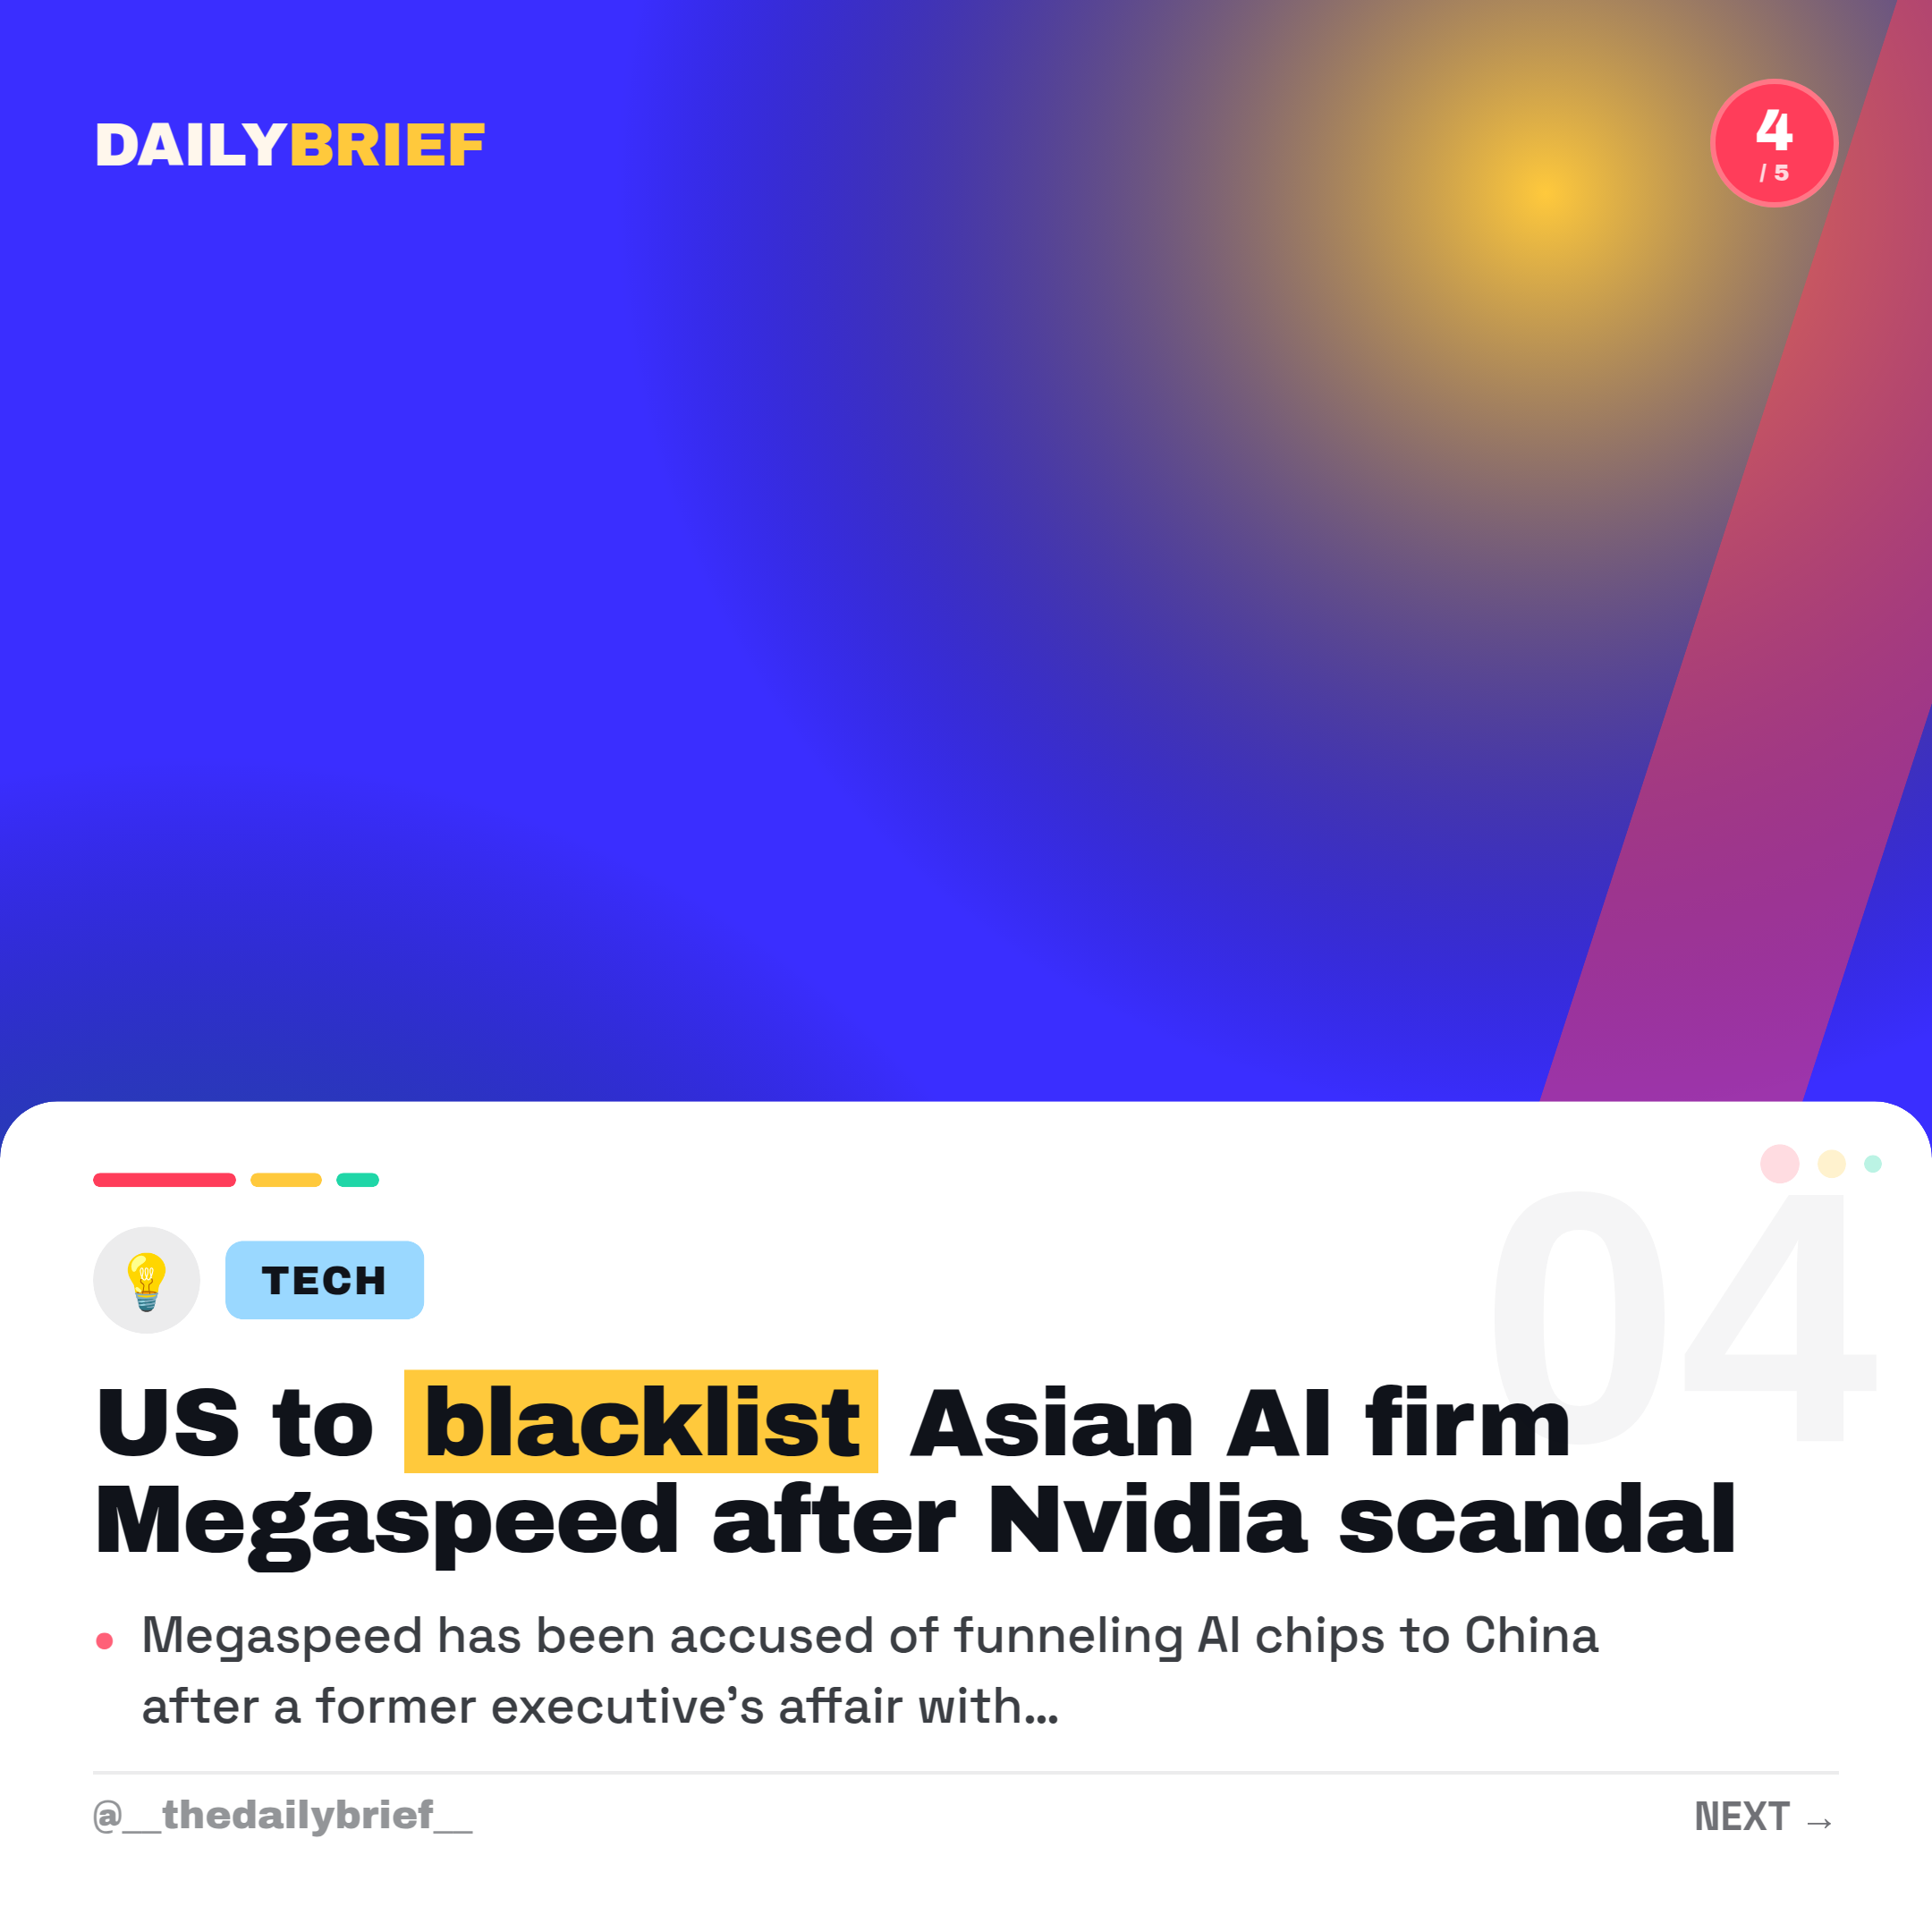 DAILYBRIEF
4
/ 5
04
TECH
US to blacklist Asian AI firm
Megaspeed after Nvidia scandal
• Megaspeed has been accused of funneling AI chips to China
after a former executive’s affair with…
@__thedailybrief__
NEXT →